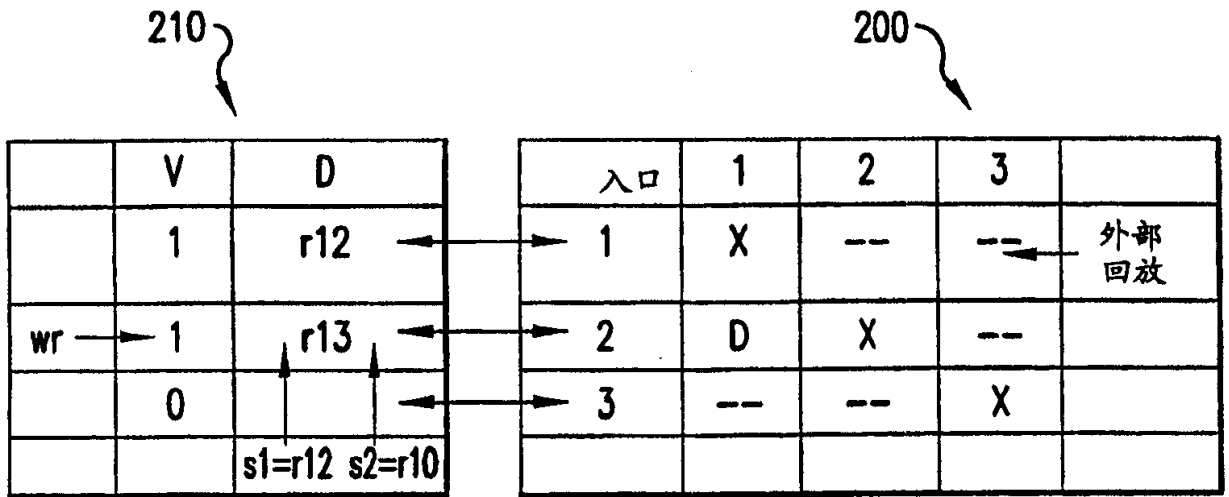 210
200
V D
1 r12
wr 1 r13
0
s1=r12 s2=r10
入口 1 2 3
1 X -- -- 外部
回放
2 D X --
3 -- -- X